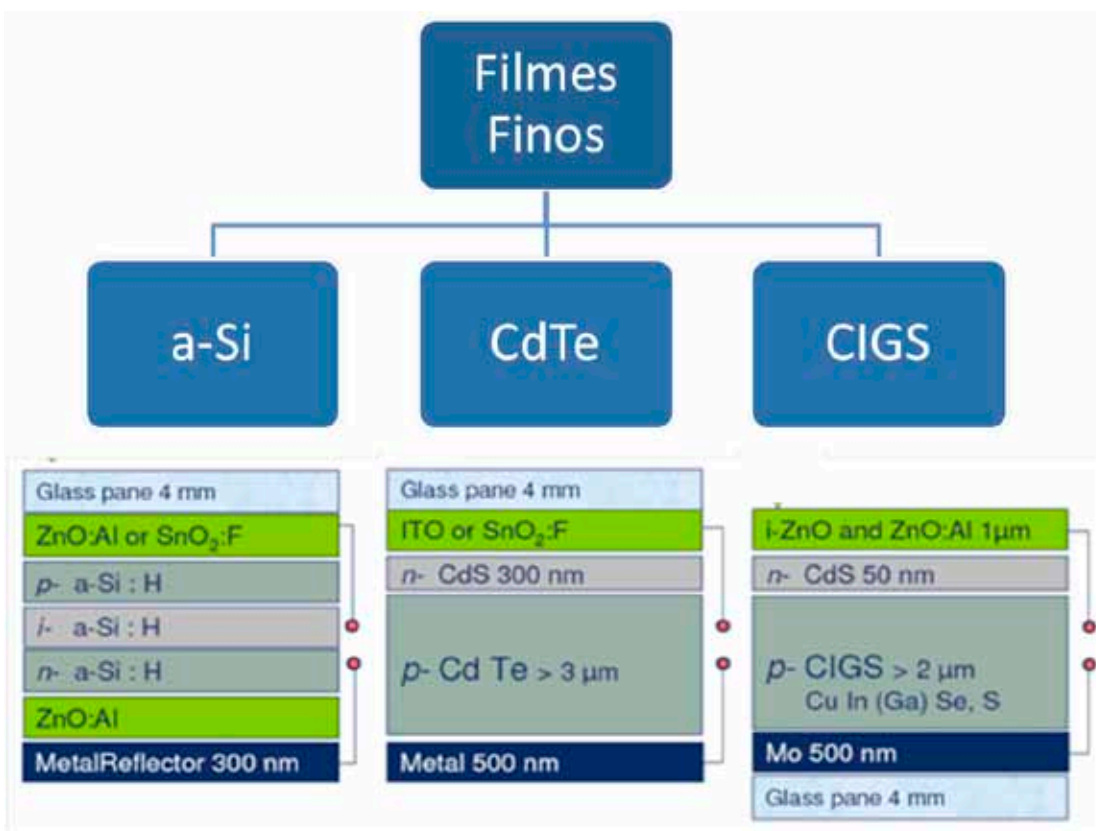 Filmes
Finos
a-Si
CdTe
CIGS
Glass pane 4 mm
ZnO:Al or SnO₂:F
p- a-Si : H
i- a-Si : H
n- a-Si : H
ZnO:Al
MetalReflector 300 nm
Glass pane 4 mm
ITO or SnO₂:F
n- CdS 300 nm
p- Cd Te > 3 µm
Metal 500 nm
i-ZnO and ZnO:Al 1µm
n- CdS 50 nm
p- CIGS > 2 µm
Cu In (Ga) Se, S
Mo 500 nm
Glass pane 4 mm